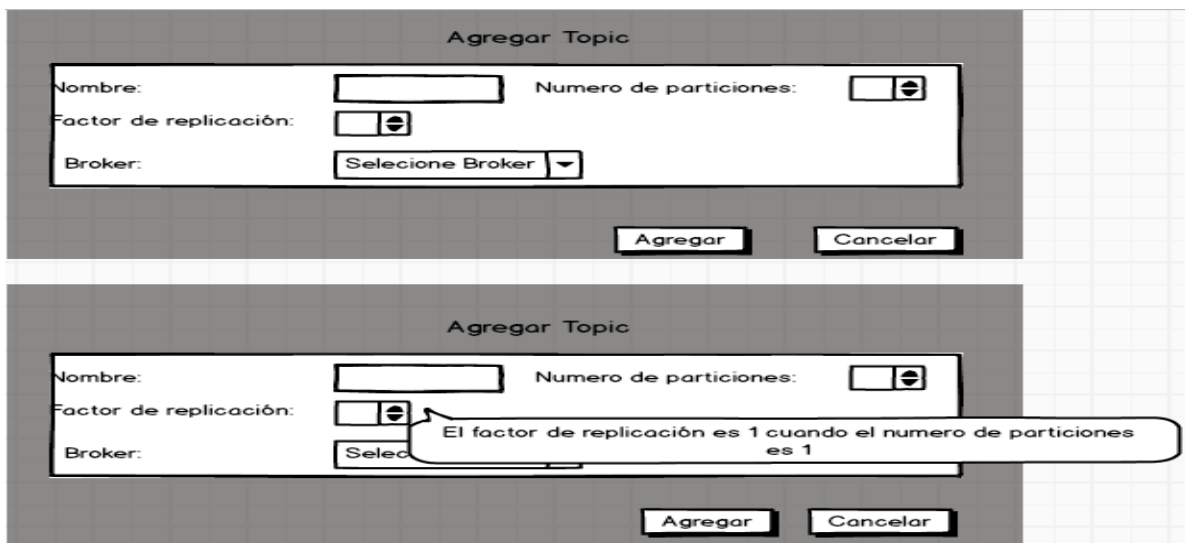 Agregar Topic
Nombre: Numero de particiones:
Factor de replicación:
Broker: Selecione Broker
Agregar Cancelar
Agregar Topic
Nombre: Numero de particiones:
Factor de replicación:
El factor de replicación es 1 cuando el numero de particiones
es 1
Broker: Selec
Agregar Cancelar